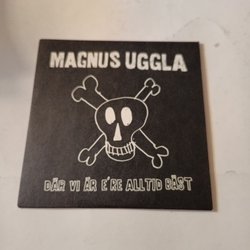 MAGNUS UGGLA
DÄR VI ÄR E'RE ALLTID BÄST